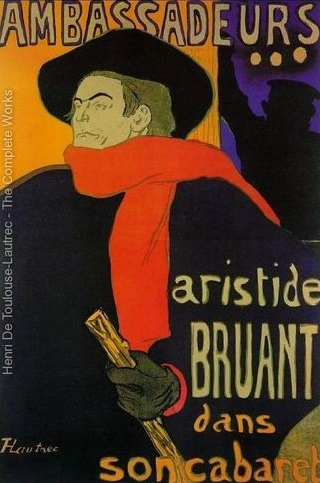 AMBASSADEURS
...
aristide
BRUANT
dans
son cabaret
HLautrec
Henri De Toulouse-Lautrec - The Complete Works